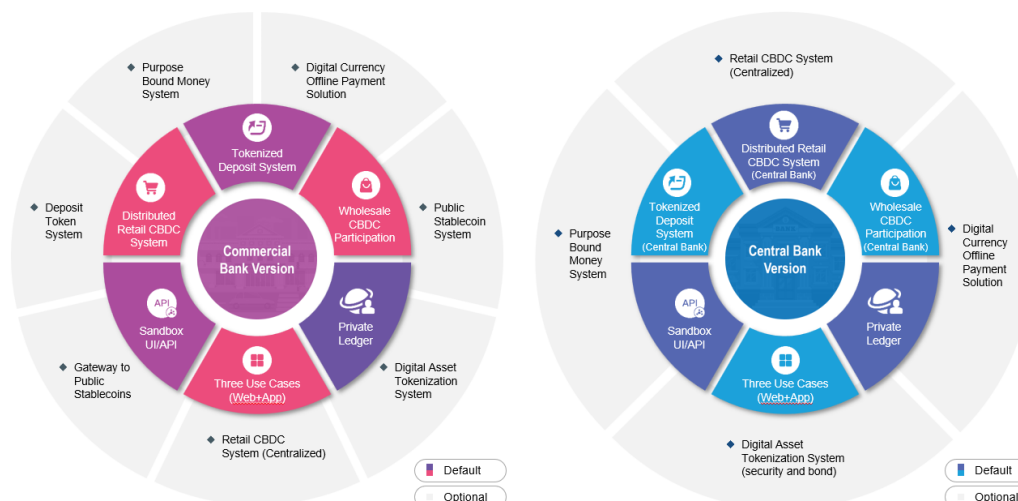 Purpose
Bound Money
System
Digital Currency
Offline Payment
Solution
Deposit
Token
System
Public
Stablecoin
System
Gateway to
Public
Stablecoins
Digital Asset
Tokenization
System
Retail CBDC
System (Centralized)
Tokenized
Deposit System
Distributed
Retail CBDC
System
Wholesale
CBDC
Participation
Commercial
Bank Version
API
Sandbox
UI/API
Private
Ledger
Three Use Cases
(Web+App)
Default
Optional
Retail CBDC System
(Centralized)
Purpose
Bound
Money
System
Digital
Currency
Offline
Payment
Solution
Digital Asset
Tokenization System
(security and bond)
Distributed Retail
CBDC System
(Central Bank)
Tokenized
Deposit
System
(Central Bank)
Wholesale
CBDC
Participation
(Central Bank)
Central Bank
Version
API
Sandbox
UI/API
Private
Ledger
Three Use Cases
(Web+App)
Default
Optional